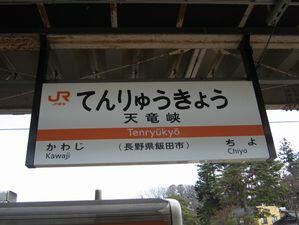 JR
てんりゅうきょう
天竜峡
Tenryūkyō
かわじ
Kawaji
(長野県飯田市)
ちよ
Chiyo